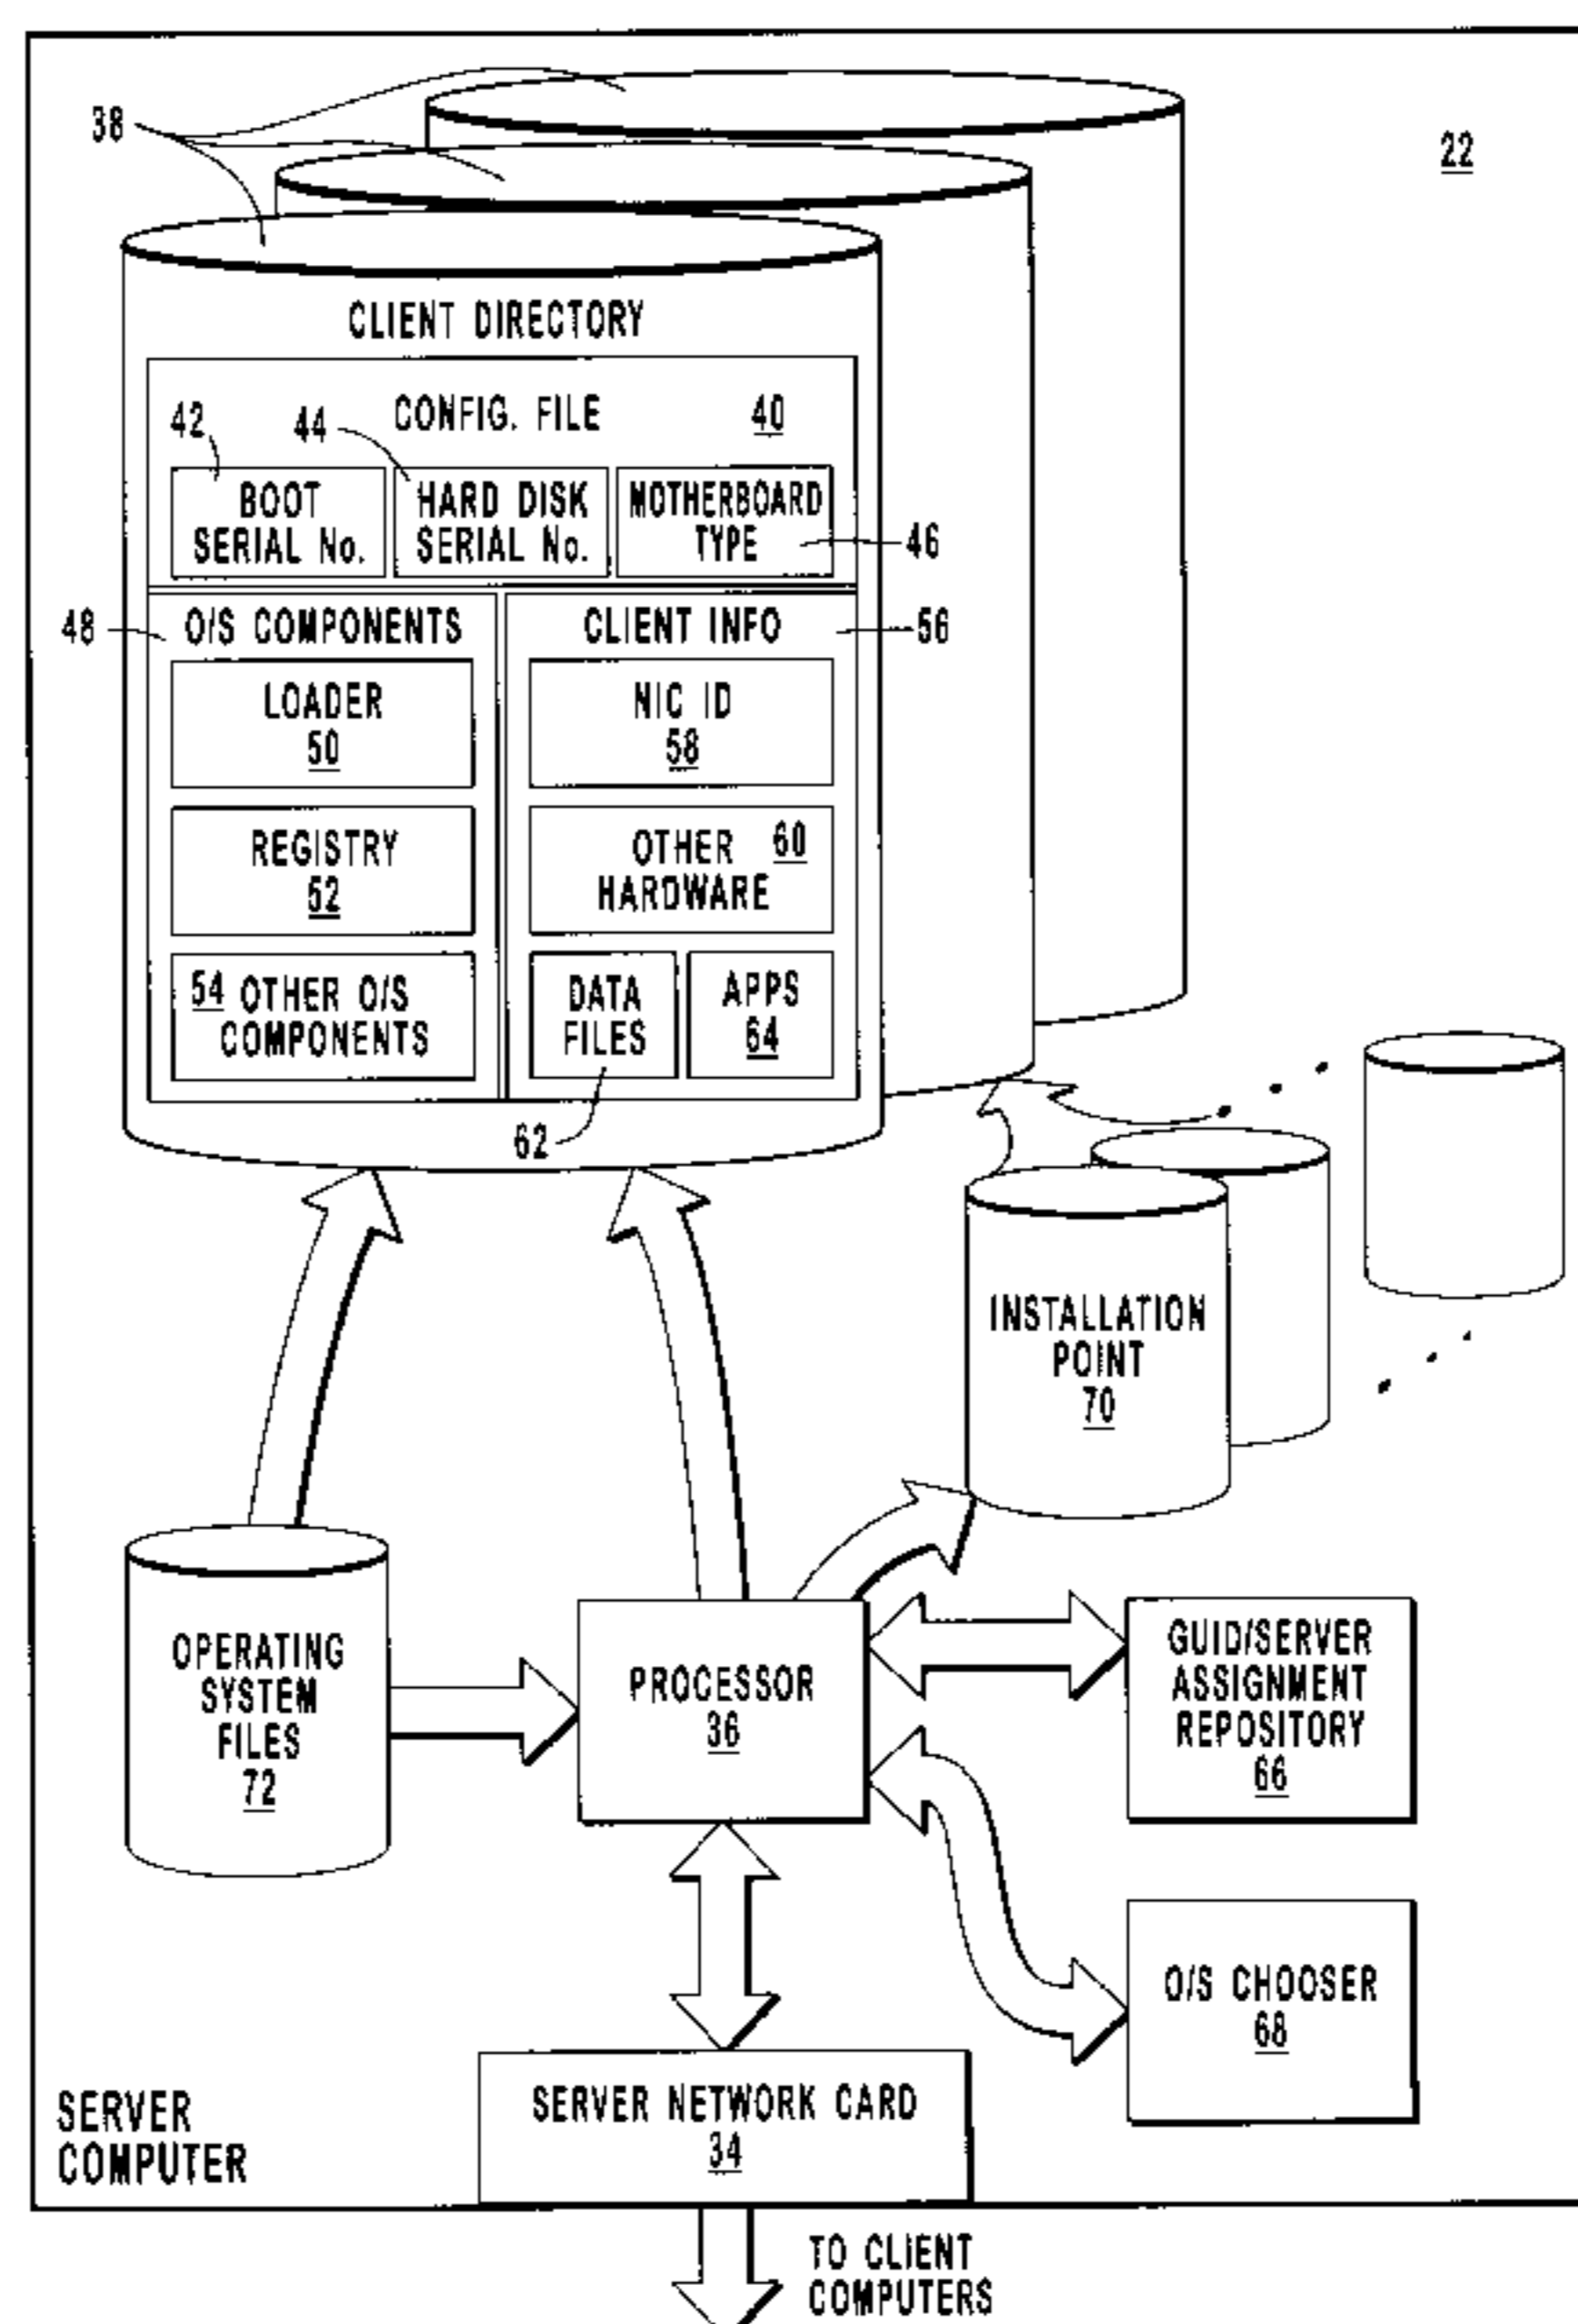 38
22
CLIENT DIRECTORY
CONFIG. FILE
40
42
44
BOOT
SERIAL No.
HARD DISK
SERIAL No.
MOTHERBOARD
TYPE
46
48
O/S COMPONENTS
LOADER
50
REGISTRY
52
54 OTHER O/S
COMPONENTS
CLIENT INFO
56
NIC ID
58
OTHER 60
HARDWARE
DATA
FILES
APPS
64
62
INSTALLATION
POINT
70
OPERATING
SYSTEM
FILES
72
PROCESSOR
36
GUID/SERVER
ASSIGNMENT
REPOSITORY
66
O/S CHOOSER
68
SERVER NETWORK CARD
34
SERVER
COMPUTER
TO CLIENT
COMPUTERS